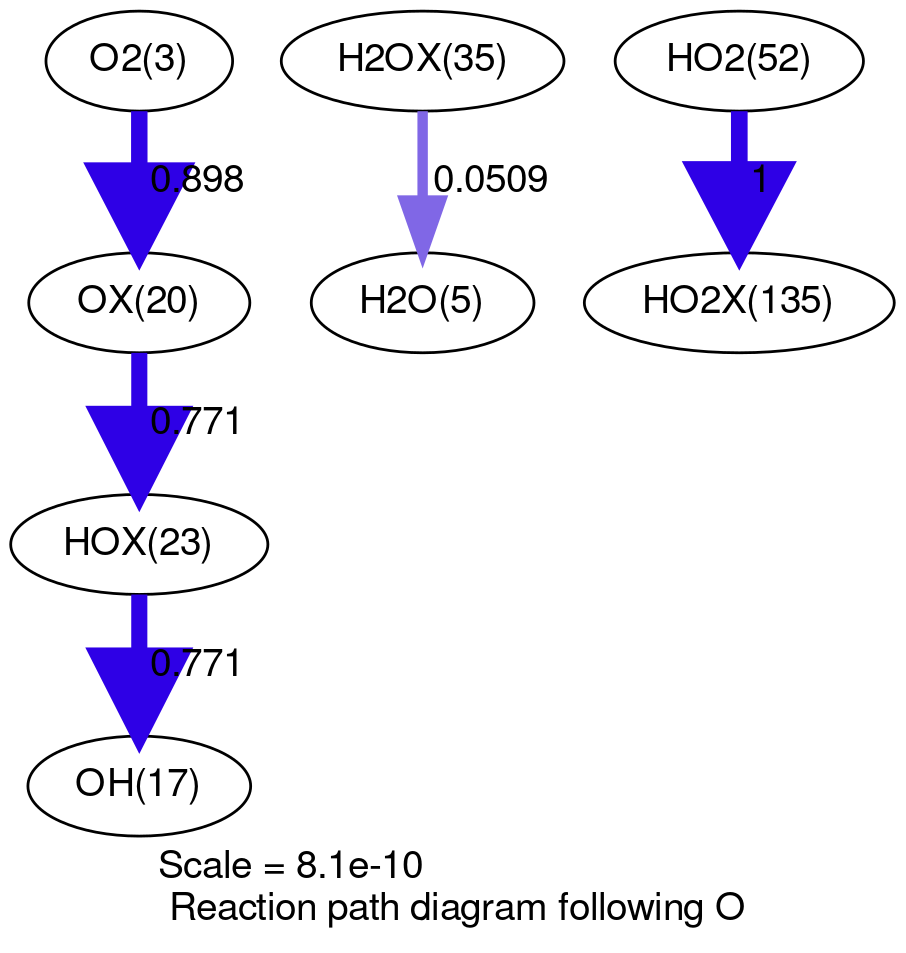 O2(3)
H2OX(35)
HO2(52)
0.898
0.0509
1
OX(20)
H2O(5)
HO2X(135)
0.771
HOX(23)
0.771
OH(17)
Scale = 8.1e-10
Reaction path diagram following O